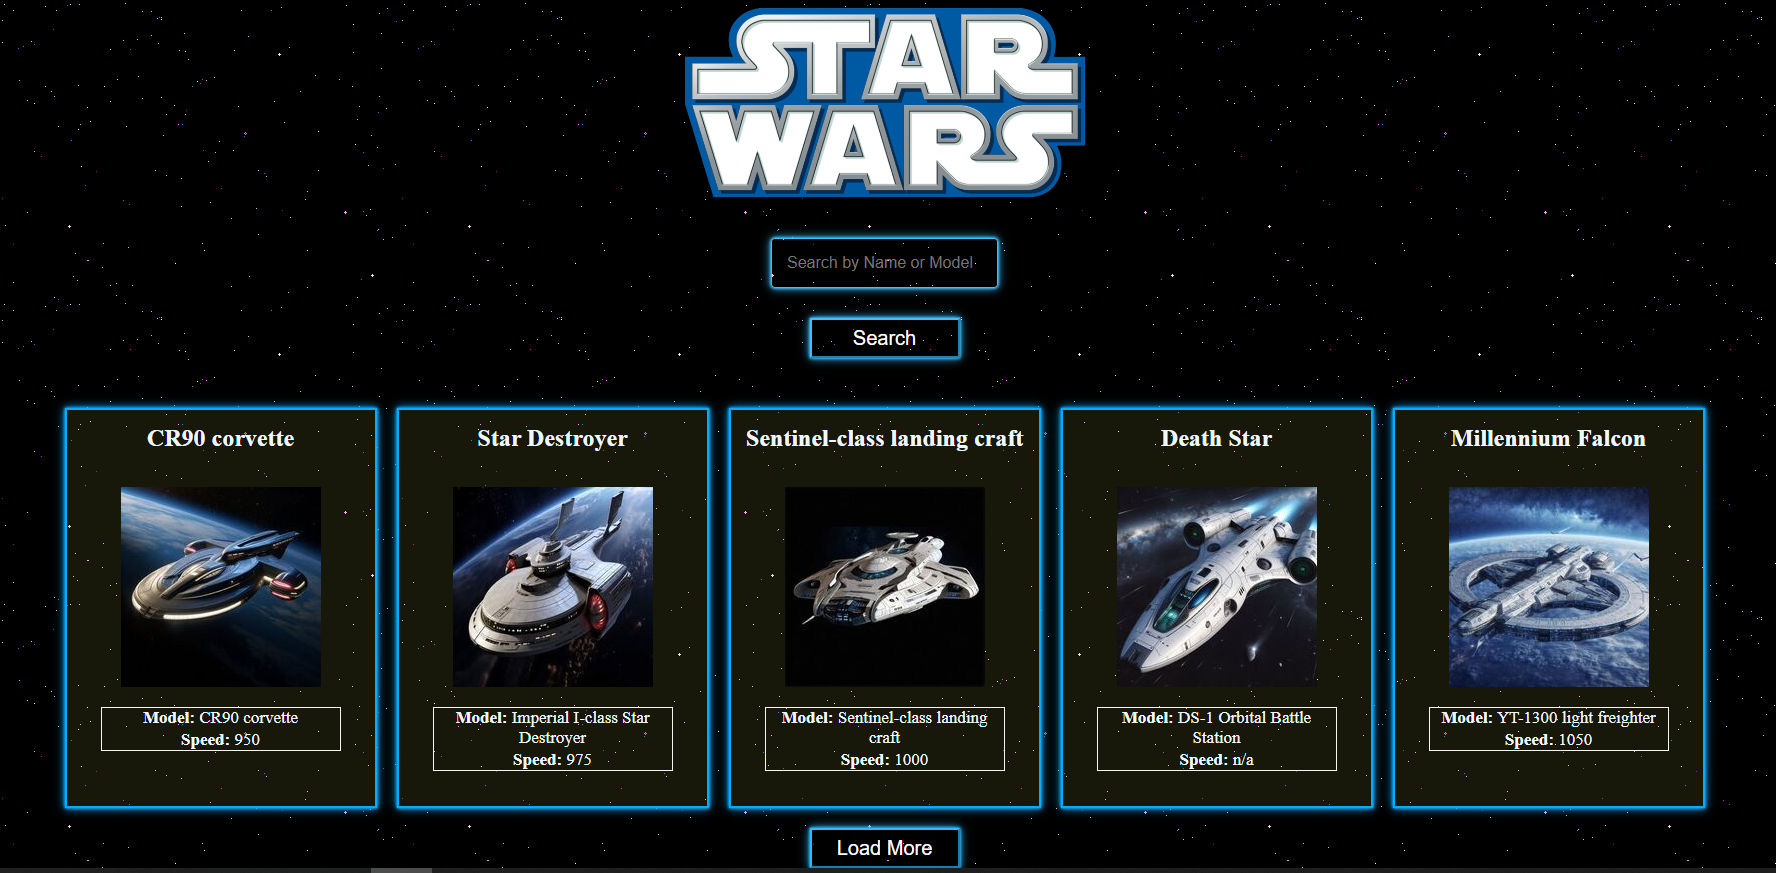 STAR
WARS
Search by Name or Model
Search
CR90 corvette
Model: CR90 corvette
Speed: 950
Star Destroyer
Model: Imperial I-class Star
Destroyer
Speed: 975
Sentinel-class landing craft
Model: Sentinel-class landing
craft
Speed: 1000
Death Star
Model: DS-1 Orbital Battle
Station
Speed: n/a
Millennium Falcon
Model: YT-1300 light freighter
Speed: 1050
Load More